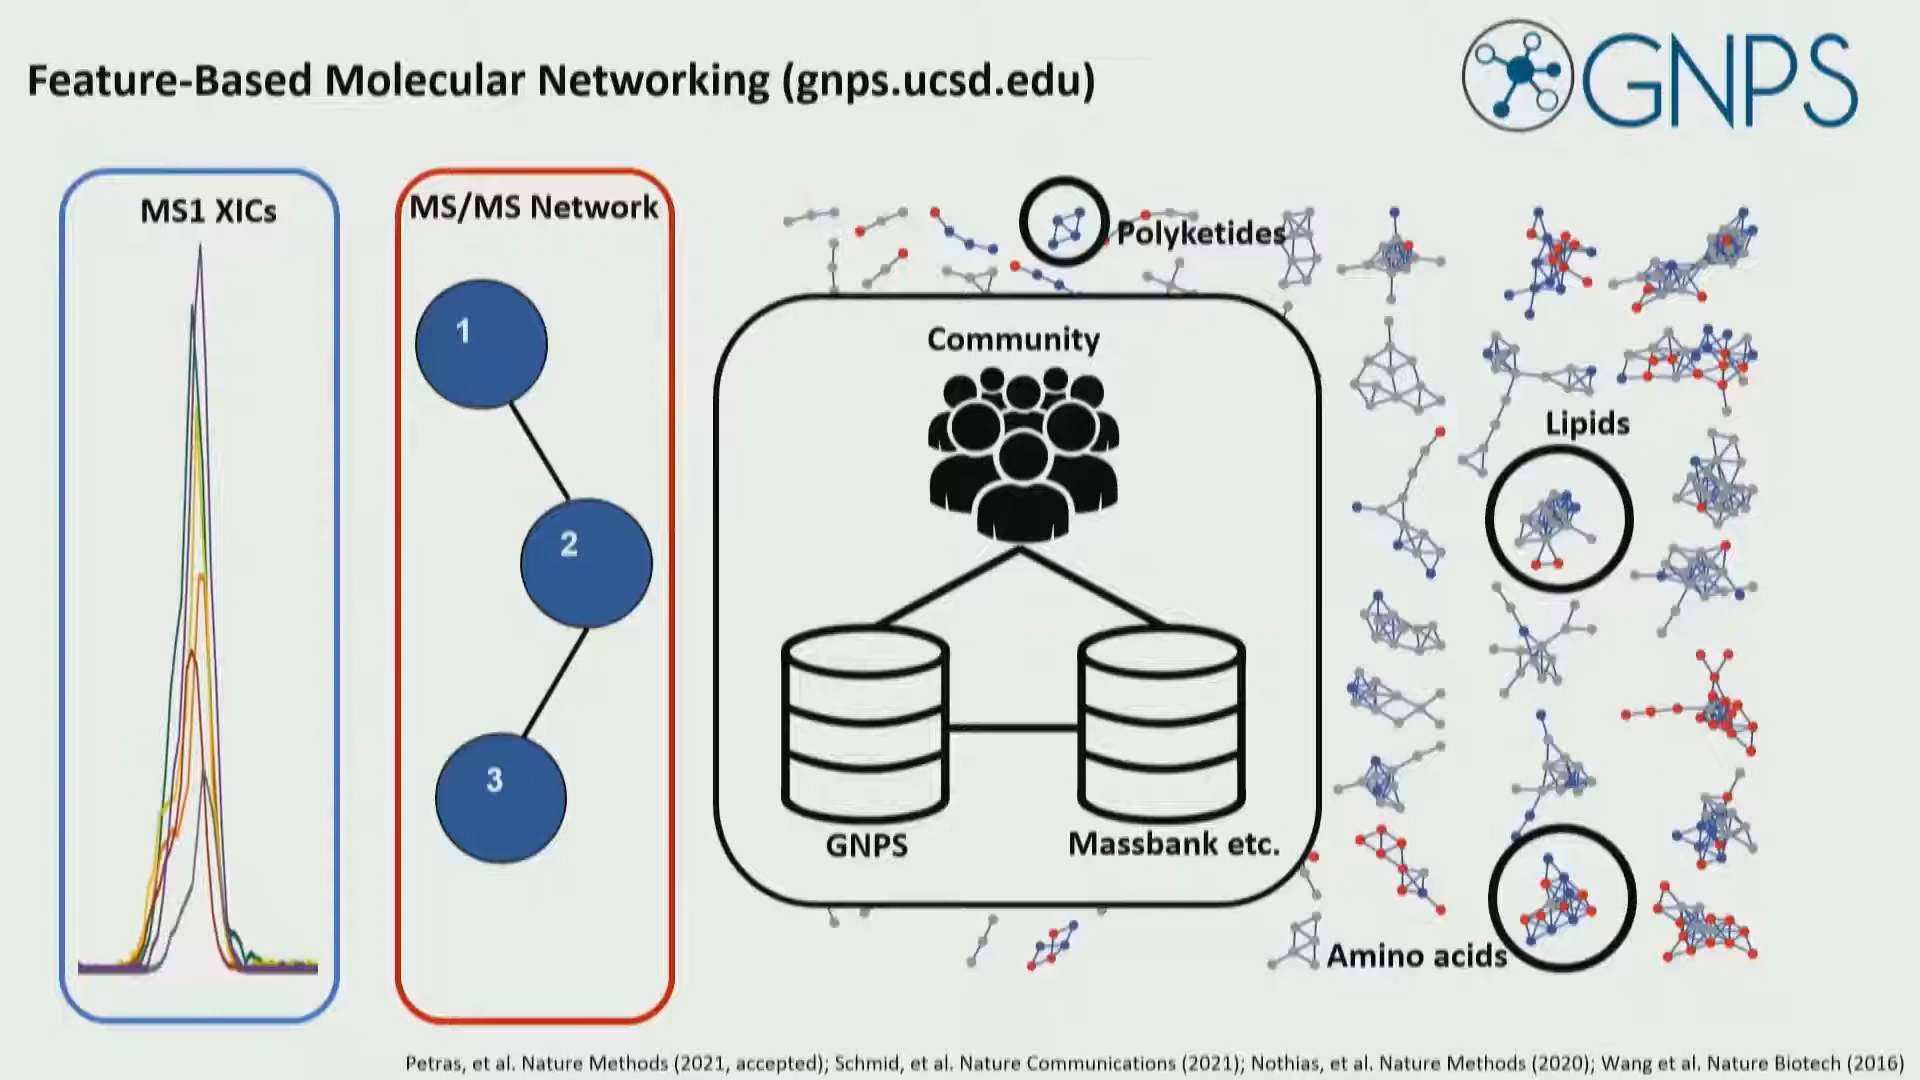 Feature-Based Molecular Networking (gnps.ucsd.edu)
GNPS
MS1 XICs
MS/MS Network
1
2
3
Polyketides
Community
GNPS
Massbank etc.
Lipids
Amino acids
Petras, et al. Nature Methods (2021, accepted); Schmid, et al. Nature Communications (2021); Nothias, et al. Nature Methods (2020); Wang et al. Nature Biotech (2016)